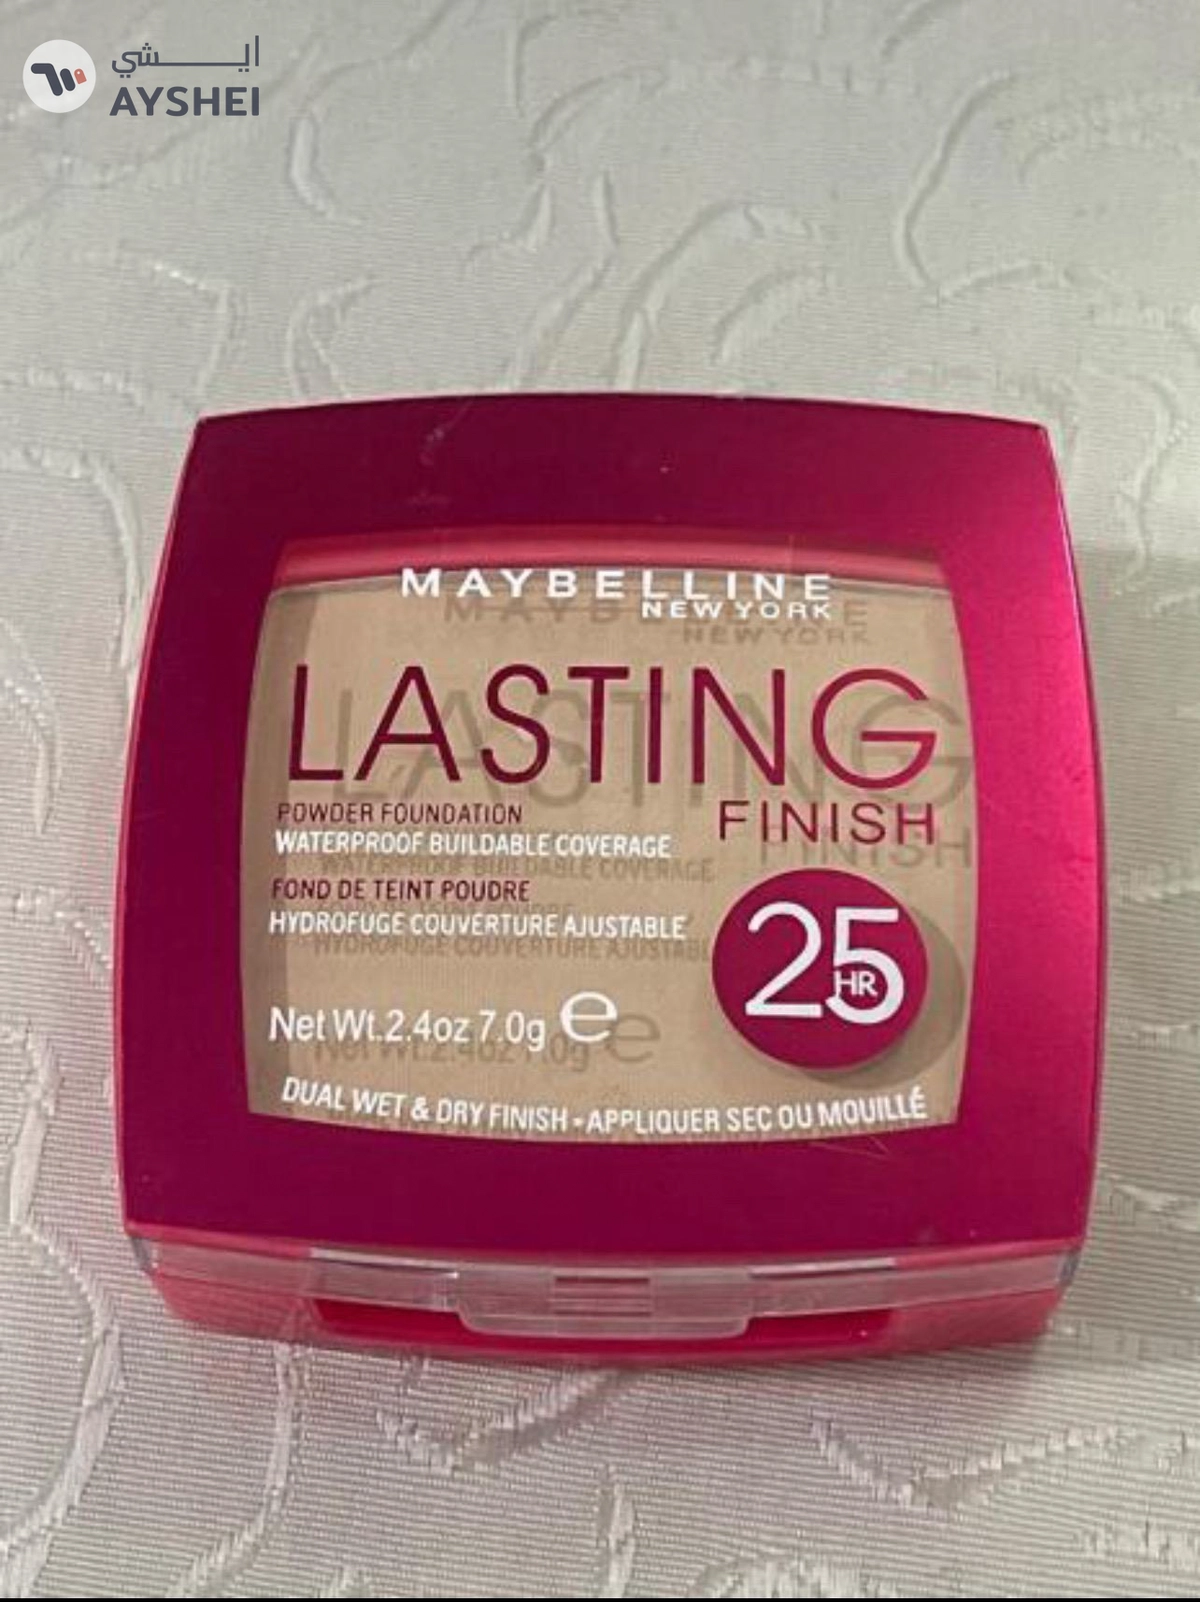 ايــــشي
AYSHEI
MAYBELLINE
NEW YORK
LASTING
FINISH
POWDER FOUNDATION
WATERPROOF BUILDABLE COVERAGE
FOND DE TEINT POUDRE
HYDROFUGE COUVERTURE AJUSTABLE
25
HR
Net Wt.2.4oz 7.0g e
DUAL WET & DRY FINISH - APPLIQUER SEC OU MOUILLÉ